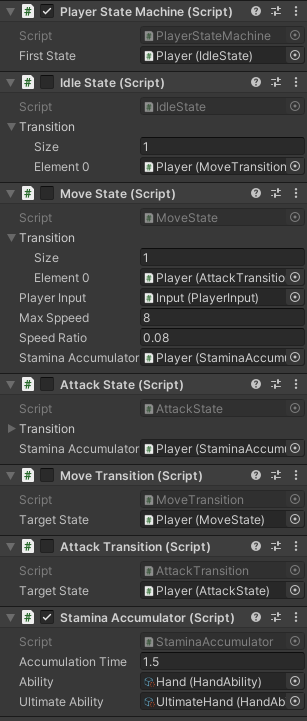 Player State Machine (Script)
Script PlayerStateMachine
First State Player (IdleState)
Idle State (Script)
Script IdleState
Transition
Size 1
Element 0 Player (MoveTransition
Move State (Script)
Script MoveState
Transition
Size 1
Element 0 Player (AttackTransitio
Player Input Input (PlayerInput)
Max Sppeed 8
Speed Ratio 0.08
Stamina Accumulator Player (StaminaAccum
Attack State (Script)
Script AttackState
Transition
Stamina Accumulator Player (StaminaAccum
Move Transition (Script)
Script MoveTransition
Target State Player (MoveState)
Attack Transition (Script)
Script AttackTransition
Target State Player (AttackState)
Stamina Accumulator (Script)
Script StaminaAccumulator
Accumulation Time 1.5
Ability Hand (HandAbility)
Ultimate Ability UltimateHand (HandAb